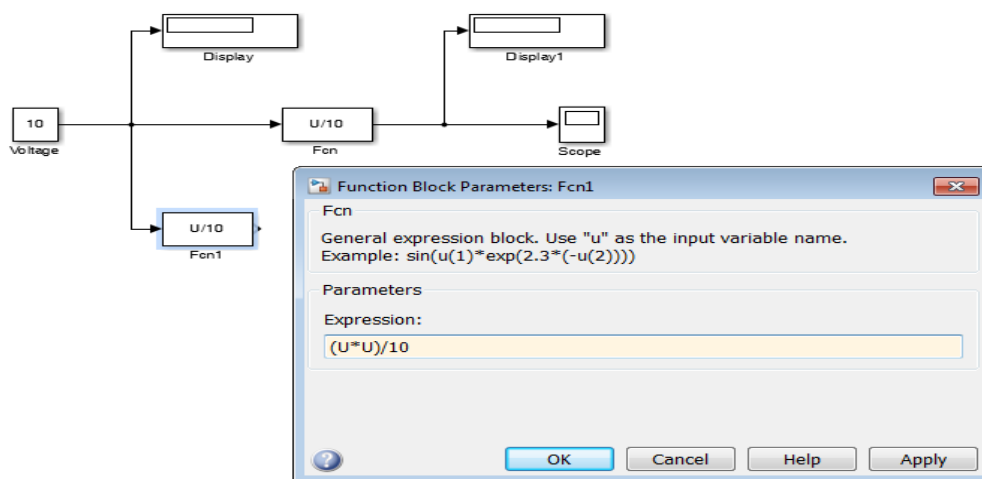 Display
Display1
10
Voltage
U/10
Fcn
Scope
U/10
Fcn1
Function Block Parameters: Fcn1
Fcn
General expression block. Use "u" as the input variable name.
Example: sin(u(1)*exp(2.3*(-u(2))))
Parameters
Expression:
(U*U)/10
OK
Cancel
Help
Apply